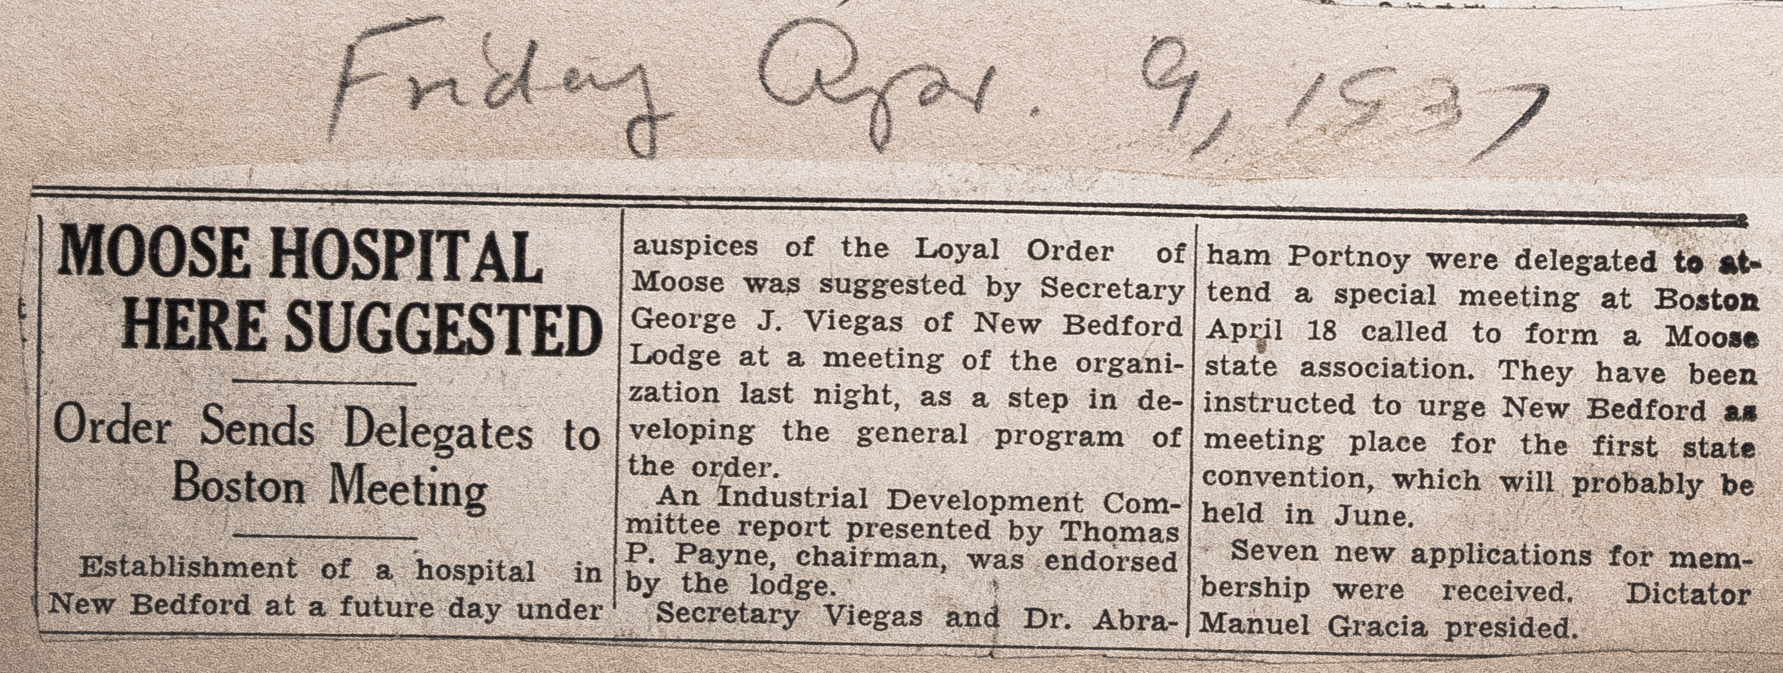 Friday Apr. 9, 1937
MOOSE HOSPITAL
HERE SUGGESTED
Order Sends Delegates to
Boston Meeting
Establishment of a hospital in
New Bedford at a future day under
auspices of the Loyal Order of
Moose was suggested by Secretary
George J. Viegas of New Bedford
Lodge at a meeting of the organi-
zation last night, as a step in de-
veloping the general program of
the order.
An Industrial Development Com-
mittee report presented by Thomas
P. Payne, chairman, was endorsed
by the lodge.
Secretary Viegas and Dr. Abra-
ham Portnoy were delegated to at-
tend a special meeting at Boston
April 18 called to form a Moose
state association. They have been
instructed to urge New Bedford as
meeting place for the first state
convention, which will probably be
held in June.
Seven new applications for mem-
bership were received. Dictator
Manuel Gracia presided.